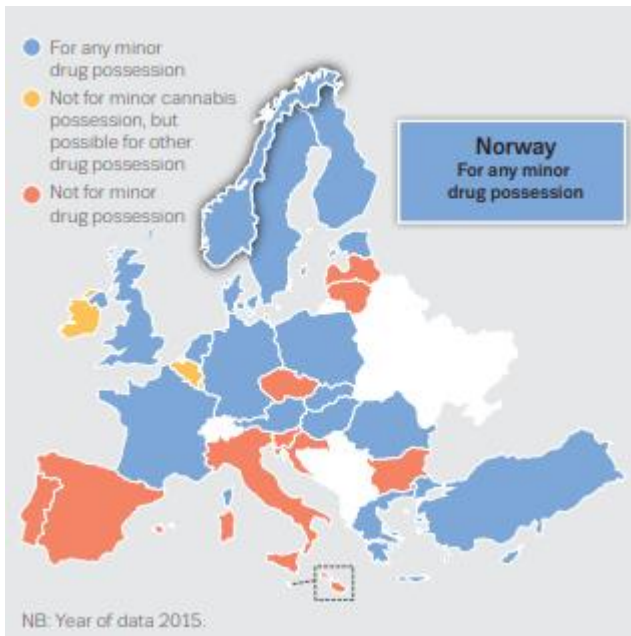 For any minor
drug possession
Not for minor cannabis
possession, but
possible for other
drug possession
Not for minor
drug possession
Norway
For any minor
drug possession
NB: Year of data 2015.